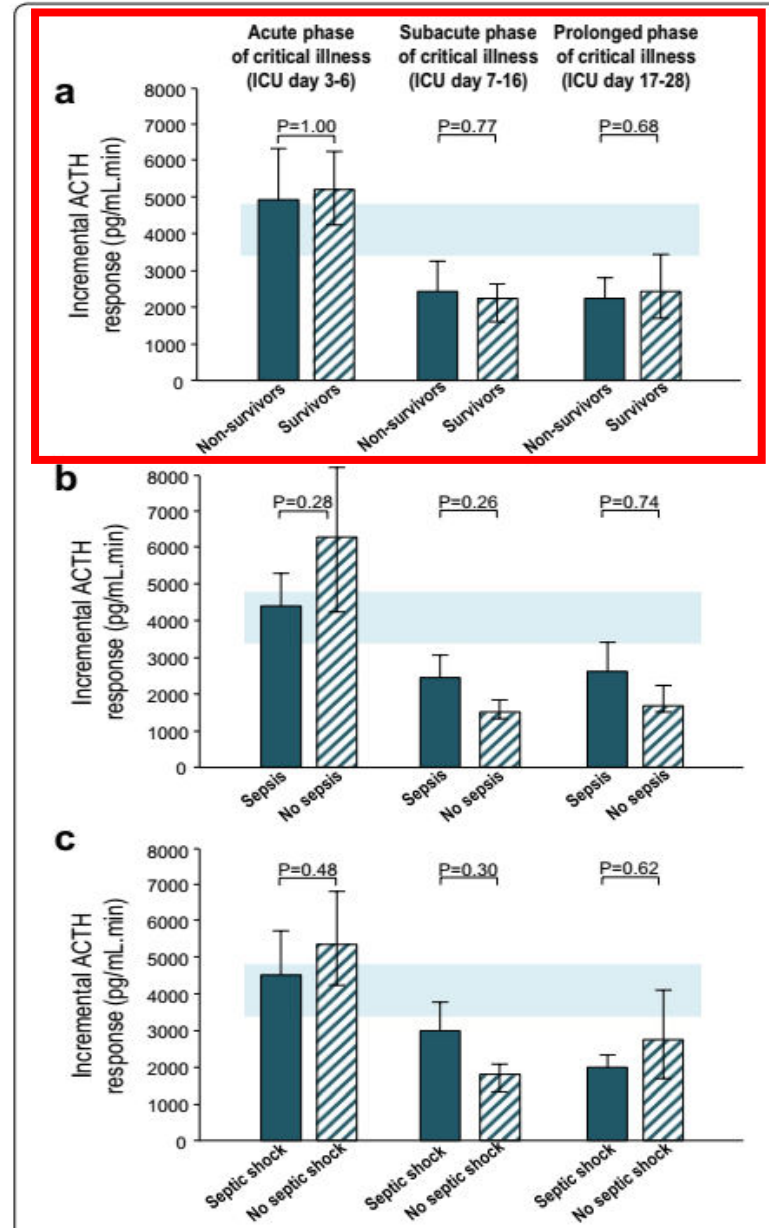 Acute phase of critical illness (ICU day 3-6)
Subacute phase of critical illness (ICU day 7-16)
Prolonged phase of critical illness (ICU day 17-28)
a
Incremental ACTH
response (pg/mL.min)
8000
7000
6000
5000
4000
3000
2000
1000
0
P=1.00
P=0.77
P=0.68
Non-survivors
Survivors
Non-survivors
Survivors
Non-survivors
Survivors
b
Incremental ACTH
response (pg/mL.min)
8000
7000
6000
5000
4000
3000
2000
1000
0
P=0.28
P=0.26
P=0.74
Sepsis
No sepsis
Sepsis
No sepsis
Sepsis
No sepsis
c
Incremental ACTH
response (pg/mL.min)
8000
7000
6000
5000
4000
3000
2000
1000
0
P=0.48
P=0.30
P=0.62
Septic shock
No septic shock
Septic shock
No septic shock
Septic shock
No septic shock